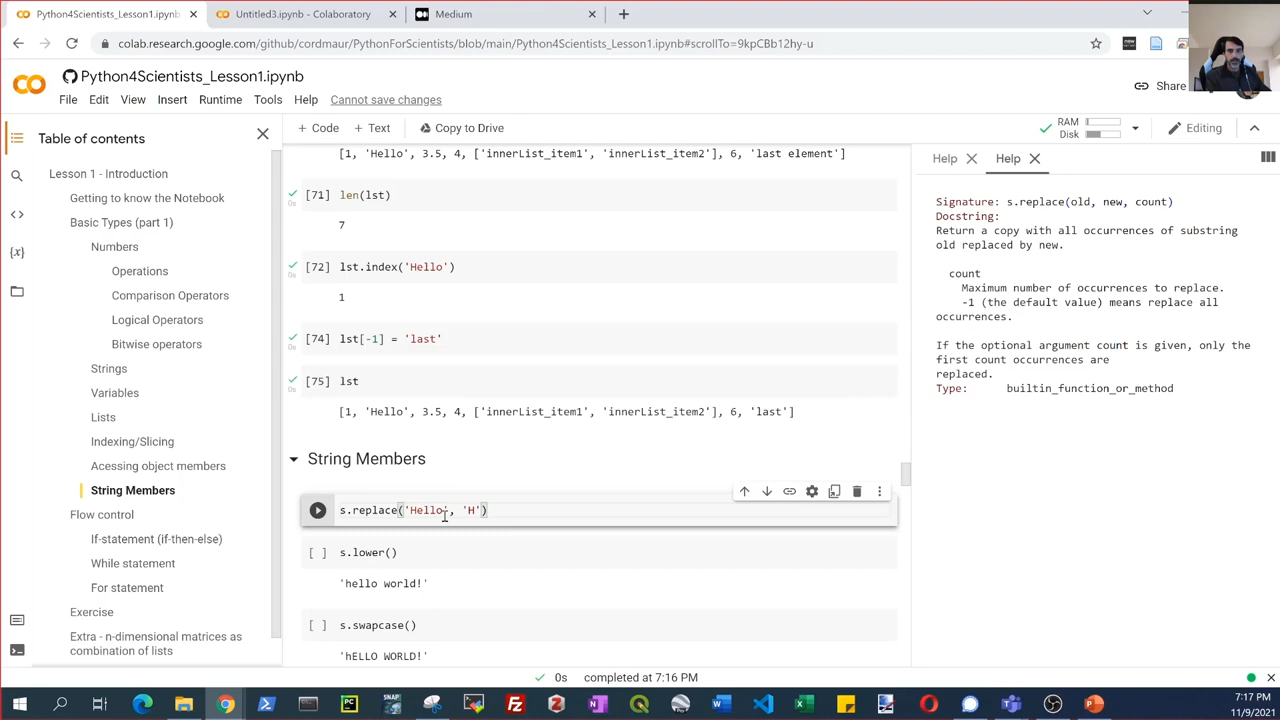 Python4Scientists_Lesson1.ipynb
Untitled3.ipynb - Colaboratory
Medium
colab.research.google.com/github/cordmaur/PythonForScientists/blob/main/Python4Scientists_Lesson1.ipynb#scrollTo=9kpCBb12hy-u
Python4Scientists_Lesson1.ipynb
File Edit View Insert Runtime Tools Help Cannot save changes
Share
+ Code + Text Copy to Drive
RAM
Disk
Editing
Table of contents
Lesson 1 - Introduction
Getting to know the Notebook
Basic Types (part 1)
Numbers
Operations
Comparison Operators
Logical Operators
Bitwise operators
Strings
Variables
Lists
Indexing/Slicing
Acessing object members
String Members
Flow control
If-statement (if-then-else)
While statement
For statement
Exercise
Extra - n-dimensional matrices as
combination of lists
[1, 'Hello', 3.5, 4, ['innerList_item1', 'innerList_item2'], 6, 'last element']
[71] len(lst)
0s
7
[72] lst.index('Hello')
0s
1
[74] lst[-1] = 'last'
0s
[75] lst
0s
[1, 'Hello', 3.5, 4, ['innerList_item1', 'innerList_item2'], 6, 'last']
String Members
s.replace('Hello', 'H')
[ ] s.lower()
'hello world!'
[ ] s.swapcase()
'hELLO WORLD!'
Help
Help
Signature: s.replace(old, new, count)
Docstring:
Return a copy with all occurrences of substring
old replaced by new.
count
Maximum number of occurrences to replace.
-1 (the default value) means replace all
occurrences.
If the optional argument count is given, only the
first count occurrences are
replaced.
Type: builtin_function_or_method
0s completed at 7:16 PM
7:17 PM
11/9/2021